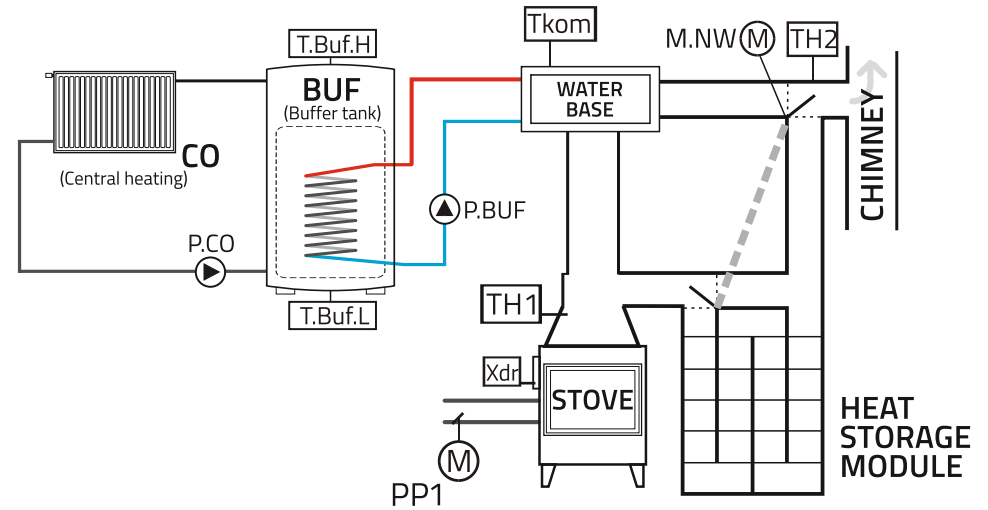 Tkom
T.Buf.H
M.NW M TH2
BUF
(Buffer tank)
WATER
BASE
CHIMNEY
CO
(Central heating)
P.BUF
P.CO
T.Buf.L
TH1
Xdr
STOVE
M
PP1
HEAT
STORAGE
MODULE